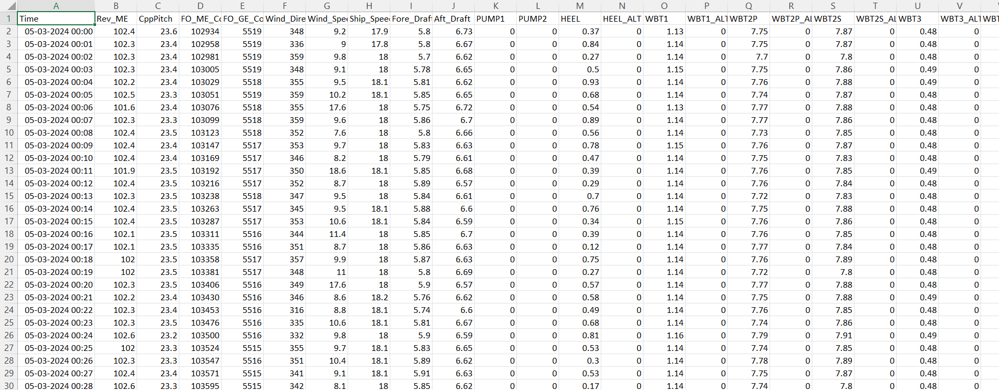 A B C D E F G H I J K L M N O P Q R S T U V
1 Time Rev_ME CppPitch FO_ME_Co FO_GE_Co Wind_Dire Wind_Spee Ship_Speed Fore_Draft Aft_Draft PUMP1 PUMP2 HEEL HEEL_ALT WBT1 WBT1_ALT WBT2P WBT2P_AL WBT2S WBT2S_AL WBT3 WBT3_ALT WBT
2 05-03-2024 00:00 102.4 23.6 102934 5519 348 9.2 17.9 5.8 6.73 0 0 0.37 0 1.13 0 7.75 0 7.87 0 0.48 0
3 05-03-2024 00:01 102.3 23.4 102958 5519 336 9 17.8 5.8 6.67 0 0 0.84 0 1.14 0 7.75 0 7.87 0 0.48 0
4 05-03-2024 00:02 102.3 23.4 102981 5519 359 9.8 18 5.7 6.62 0 0 0.27 0 1.14 0 7.7 0 7.8 0 0.48 0
5 05-03-2024 00:03 102.3 23.4 103005 5519 348 9.1 18 5.78 6.65 0 0 0.5 0 1.15 0 7.75 0 7.86 0 0.49 0
6 05-03-2024 00:04 102.2 23.4 103029 5518 355 9.5 18.1 5.81 6.62 0 0 0.93 0 1.14 0 7.76 0 7.88 0 0.49 0
7 05-03-2024 00:05 102.5 23.3 103051 5519 359 10.2 18.1 5.85 6.65 0 0 0.68 0 1.14 0 7.74 0 7.87 0 0.48 0
8 05-03-2024 00:06 101.6 23.4 103076 5518 355 17.6 18 5.75 6.72 0 0 0.54 0 1.13 0 7.77 0 7.88 0 0.48 0
9 05-03-2024 00:07 102.3 23.3 103099 5518 359 9.6 18 5.86 6.7 0 0 0.89 0 1.14 0 7.77 0 7.86 0 0.48 0
10 05-03-2024 00:08 102.4 23.5 103123 5518 352 7.6 18 5.8 6.66 0 0 0.56 0 1.14 0 7.73 0 7.85 0 0.48 0
11 05-03-2024 00:09 102.4 23.4 103147 5517 353 9.7 18 5.83 6.63 0 0 0.78 0 1.15 0 7.76 0 7.87 0 0.48 0
12 05-03-2024 00:10 102.4 23.4 103169 5517 346 8.2 18 5.79 6.61 0 0 0.47 0 1.14 0 7.75 0 7.83 0 0.48 0
13 05-03-2024 00:11 101.9 23.5 103192 5517 350 18.6 18.1 5.85 6.68 0 0 0.39 0 1.14 0 7.76 0 7.85 0 0.49 0
14 05-03-2024 00:12 102.4 23.5 103216 5517 352 8.7 18 5.89 6.57 0 0 0.29 0 1.14 0 7.76 0 7.84 0 0.48 0
15 05-03-2024 00:13 102.3 23.5 103238 5518 347 9.5 18 5.84 6.61 0 0 0.7 0 1.14 0 7.72 0 7.83 0 0.48 0
16 05-03-2024 00:14 102.4 23.5 103263 5517 345 9.5 18.1 5.88 6.6 0 0 0.76 0 1.14 0 7.75 0 7.88 0 0.48 0
17 05-03-2024 00:15 102.4 23.5 103287 5517 353 10.6 18.1 5.84 6.59 0 0 0.34 0 1.15 0 7.76 0 7.86 0 0.48 0
18 05-03-2024 00:16 102.1 23.5 103311 5516 344 11.4 18 5.85 6.7 0 0 0.39 0 1.14 0 7.76 0 7.85 0 0.48 0
19 05-03-2024 00:17 102.1 23.5 103335 5516 351 8.7 18 5.86 6.63 0 0 0.12 0 1.14 0 7.77 0 7.84 0 0.48 0
20 05-03-2024 00:18 102 23.5 103358 5517 357 9.9 18 5.87 6.63 0 0 0.75 0 1.14 0 7.76 0 7.89 0 0.48 0
21 05-03-2024 00:19 102 23.5 103381 5517 348 11 18 5.8 6.69 0 0 0.27 0 1.14 0 7.72 0 7.8 0 0.48 0
22 05-03-2024 00:20 102.3 23.5 103406 5516 349 17.6 18 5.9 6.57 0 0 0.57 0 1.14 0 7.77 0 7.88 0 0.48 0
23 05-03-2024 00:21 102.2 23.4 103430 5516 346 8.6 18.2 5.76 6.62 0 0 0.58 0 1.14 0 7.75 0 7.88 0 0.49 0
24 05-03-2024 00:22 102.3 23.4 103453 5516 316 8.8 18.1 5.74 6.6 0 0 0.49 0 1.14 0 7.76 0 7.85 0 0.48 0
25 05-03-2024 00:23 102.3 23.5 103476 5516 335 10.6 18.1 5.81 6.67 0 0 0.68 0 1.14 0 7.74 0 7.86 0 0.48 0
26 05-03-2024 00:24 102.6 23.2 103500 5516 332 9.8 18 5.9 6.59 0 0 0.81 0 1.16 0 7.79 0 7.91 0 0.49 0
27 05-03-2024 00:25 102 23.3 103524 5515 355 9.7 18.1 5.83 6.65 0 0 0.53 0 1.14 0 7.74 0 7.85 0 0.48 0
28 05-03-2024 00:26 102.3 23.3 103547 5516 351 10.4 18.1 5.89 6.62 0 0 0.3 0 1.14 0 7.78 0 7.89 0 0.48 0
29 05-03-2024 00:27 102.4 23.4 103571 5515 341 9.1 18.1 5.91 6.63 0 0 0.53 0 1.14 0 7.75 0 7.87 0 0.48 0
30 05-03-2024 00:28 102.6 23.3 103595 5515 342 8.1 18 5.85 6.62 0 0 0.17 0 1.14 0 7.74 0 7.8 0 0.48 0